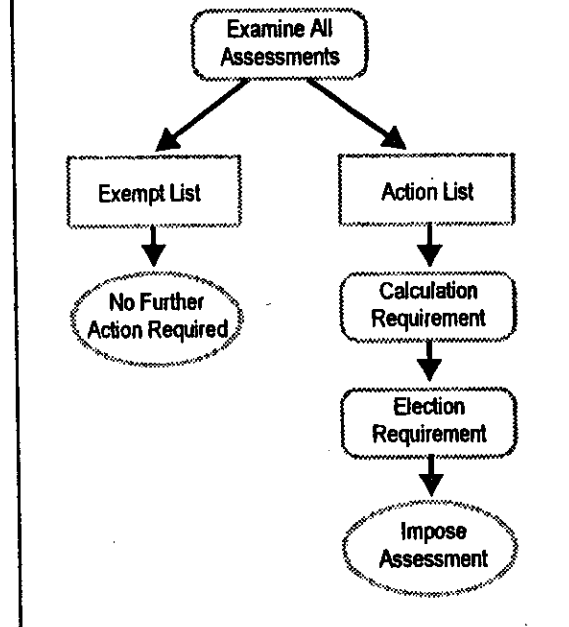 Examine All
Assessments
Exempt List
Action List
No Further
Action Required
Calculation
Requirement
Election
Requirement
Impose
Assessment